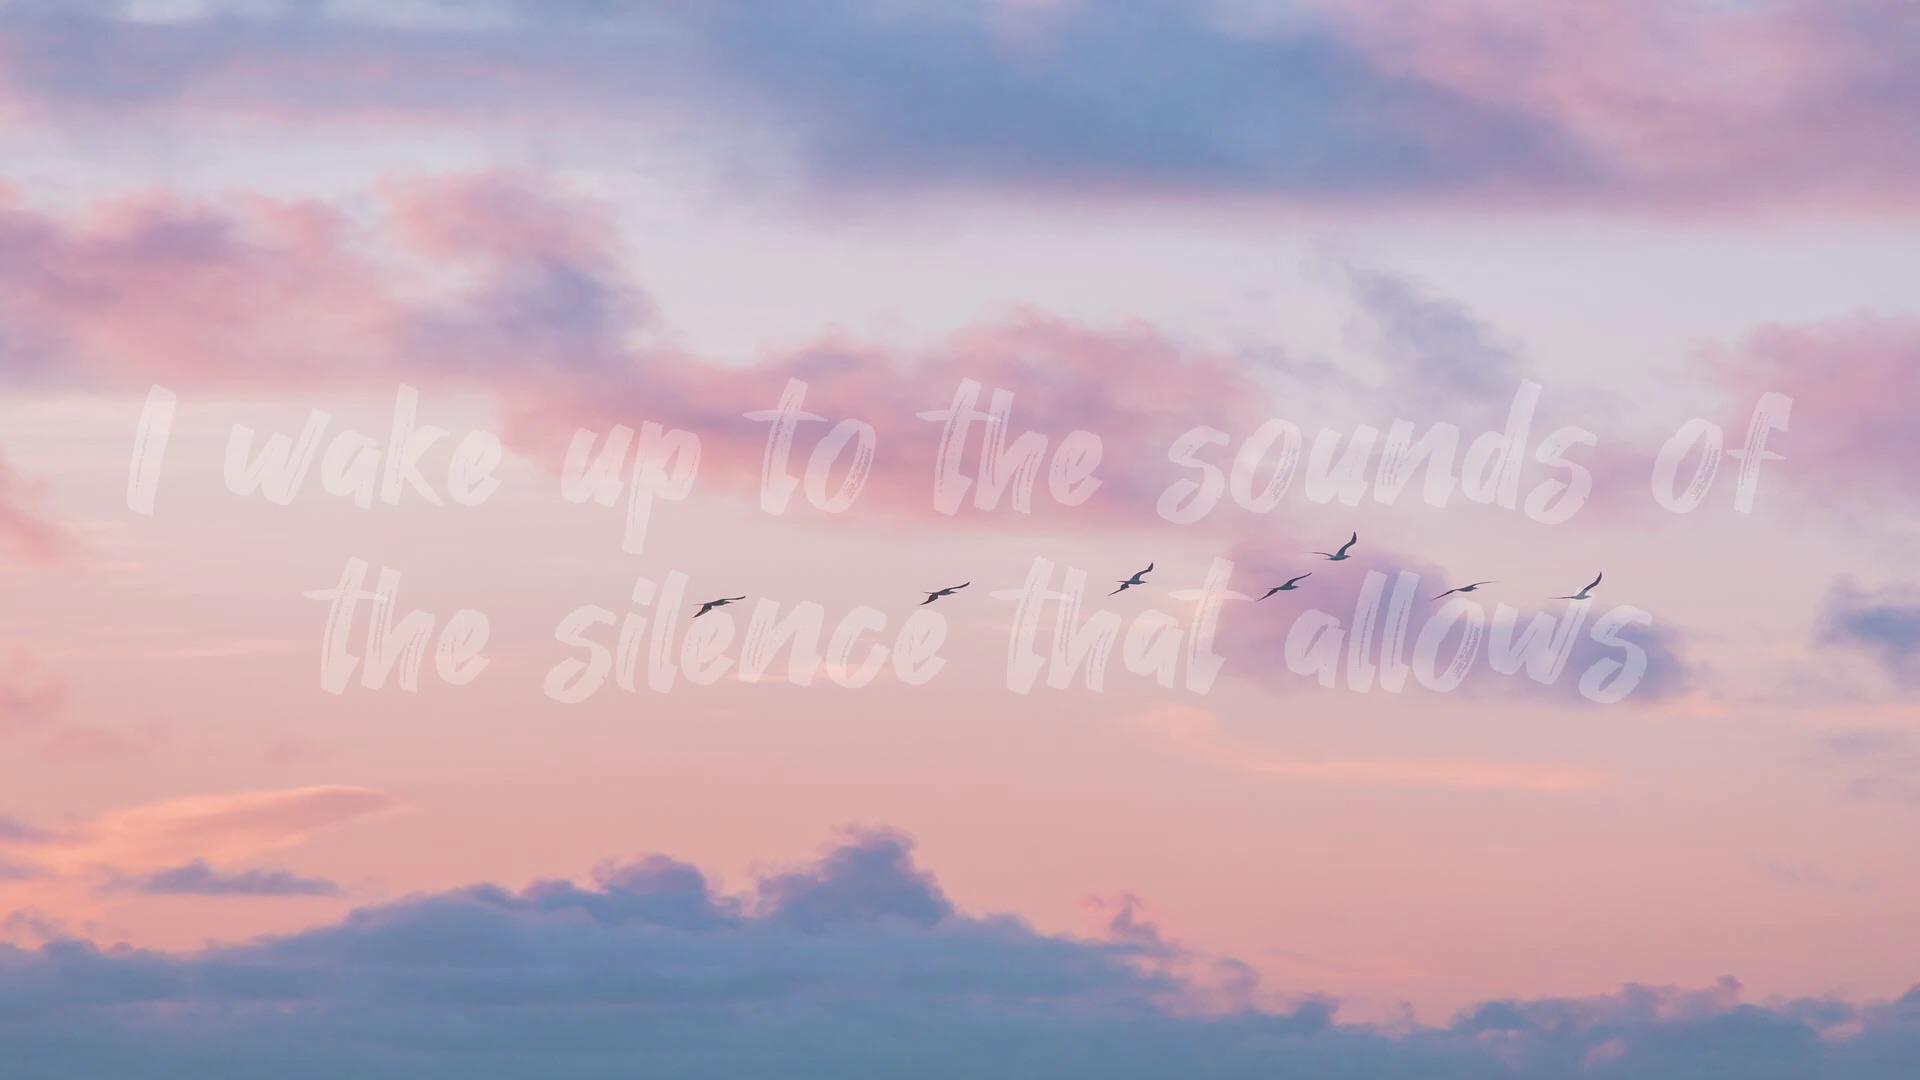 I wake up to the sounds of
the silence that allows